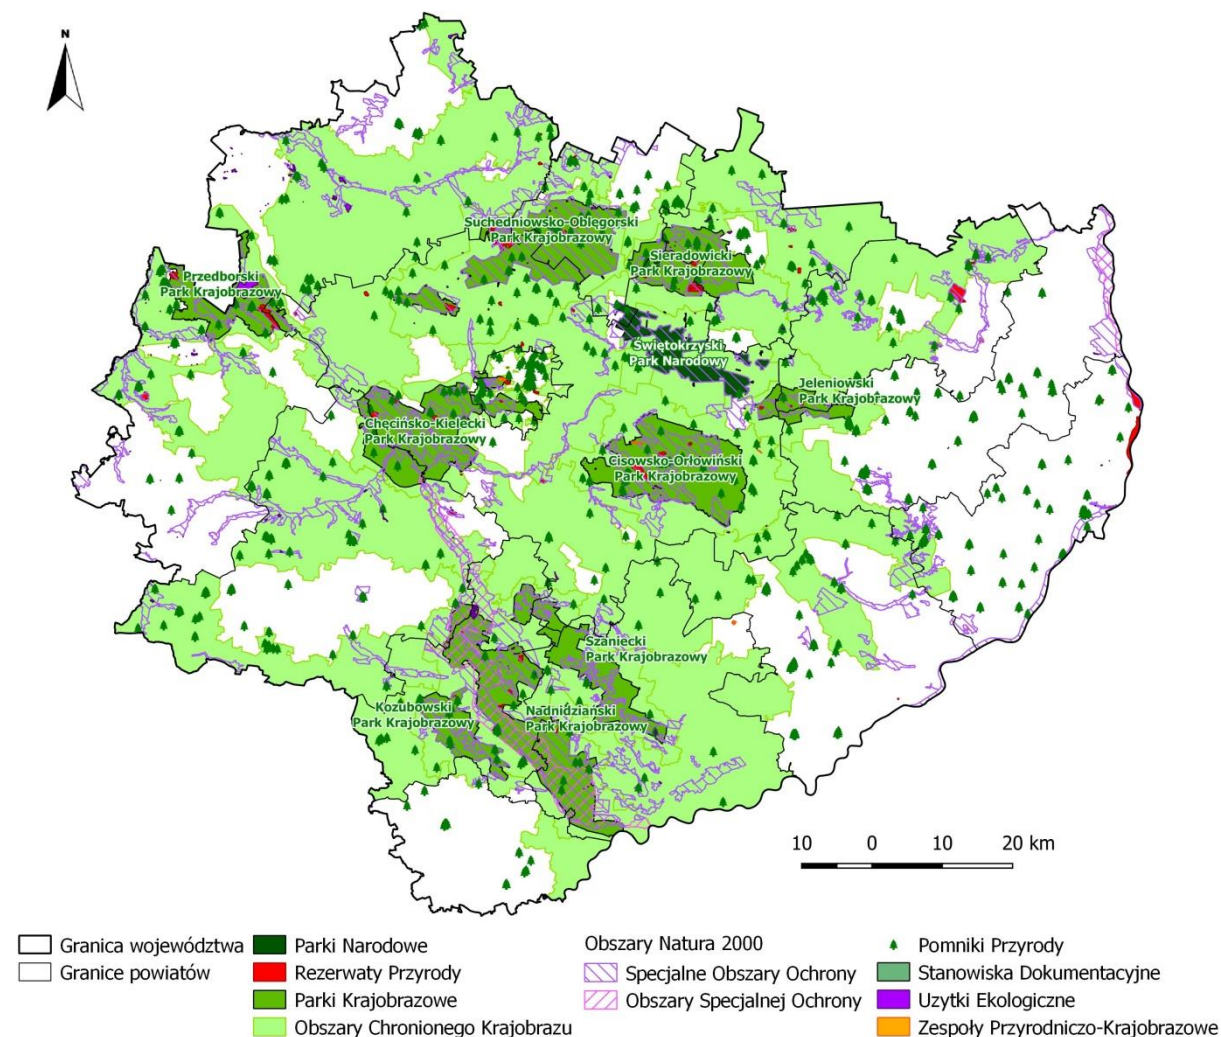 N
Suchedniowsko-Oblęgorski
Park Krajobrazowy
Sieradowicki
Park Krajobrazowy
Przedborski
Park Krajobrazowy
Świętokrzyski
Park Narodowy
Jeleniowski
Park Krajobrazowy
Chęcińsko-Kielecki
Park Krajobrazowy
Cisowsko-Orłowiński
Park Krajobrazowy
Szaniecki
Park Krajobrazowy
Kozubowski
Park Krajobrazowy
Nadnidziański
Park Krajobrazowy
10 0 10 20 km
Granica województwa
Granice powiatów
Parki Narodowe
Rezerwaty Przyrody
Parki Krajobrazowe
Obszary Chronionego Krajobrazu
Obszary Natura 2000
Specjalne Obszary Ochrony
Obszary Specjalnej Ochrony
Pomniki Przyrody
Stanowiska Dokumentacyjne
Użytki Ekologiczne
Zespoły Przyrodniczo-Krajobrazowe